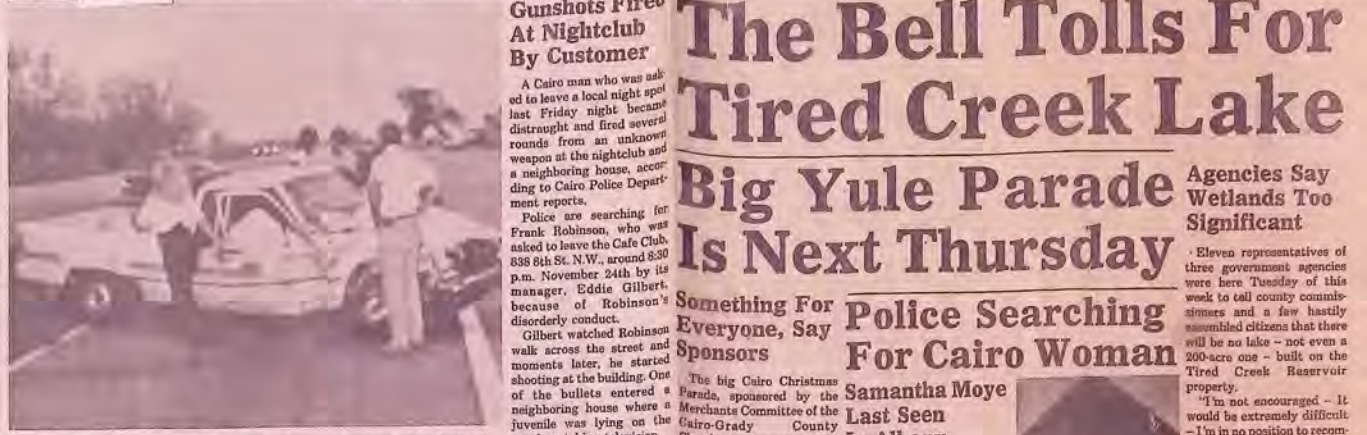 Gunshots Fired
At Nightclub
By Customer
A Cairo man who was ask-
ed to leave a local night spot
last Friday night became
distraught and fired several
rounds from an unknown
weapon at the nightclub and
a neighboring house, accor-
ding to Cairo Police Depart-
ment reports.
Police are searching for
Frank Robinson, who was
asked to leave the Cafe Club,
838 8th St. N.W., around 8:30
p.m. November 24th by its
manager, Eddie Gilbert,
because of Robinson's
disorderly conduct.
Gilbert watched Robinson
walk across the street and
moments later, he started
shooting at the building. One
of the bullets entered a
neighboring house where a
juvenile was lying on the
The Bell Tolls For
Tired Creek Lake
Big Yule Parade
Is Next Thursday
Something For
Everyone, Say
Sponsors
The big Cairo Christmas
Parade, sponsored by the
Merchants Committee of the
Cairo-Grady County
Police Searching
For Cairo Woman
Samantha Moye
Last Seen
Agencies Say
Wetlands Too
Significant
Eleven representatives of
three government agencies
were here Tuesday of this
week to tell county commis-
sioners and a few hastily
assembled citizens that there
will be no lake - not even a
200-acre one - built on the
Tired Creek Reservoir
property.
"I'm not encouraged - It
would be extremely difficult
- I'm in no position to recom-